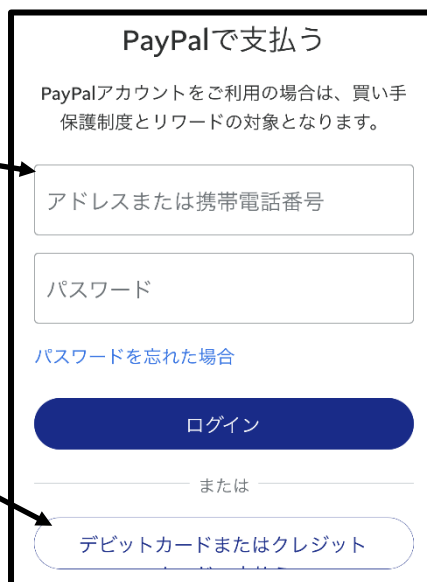 PayPalで支払う
PayPalアカウントをご利用の場合は、買い手
保護制度とリワードの対象となります。
アドレスまたは携帯電話番号
パスワード
パスワードを忘れた場合
ログイン
または
デビットカードまたはクレジット